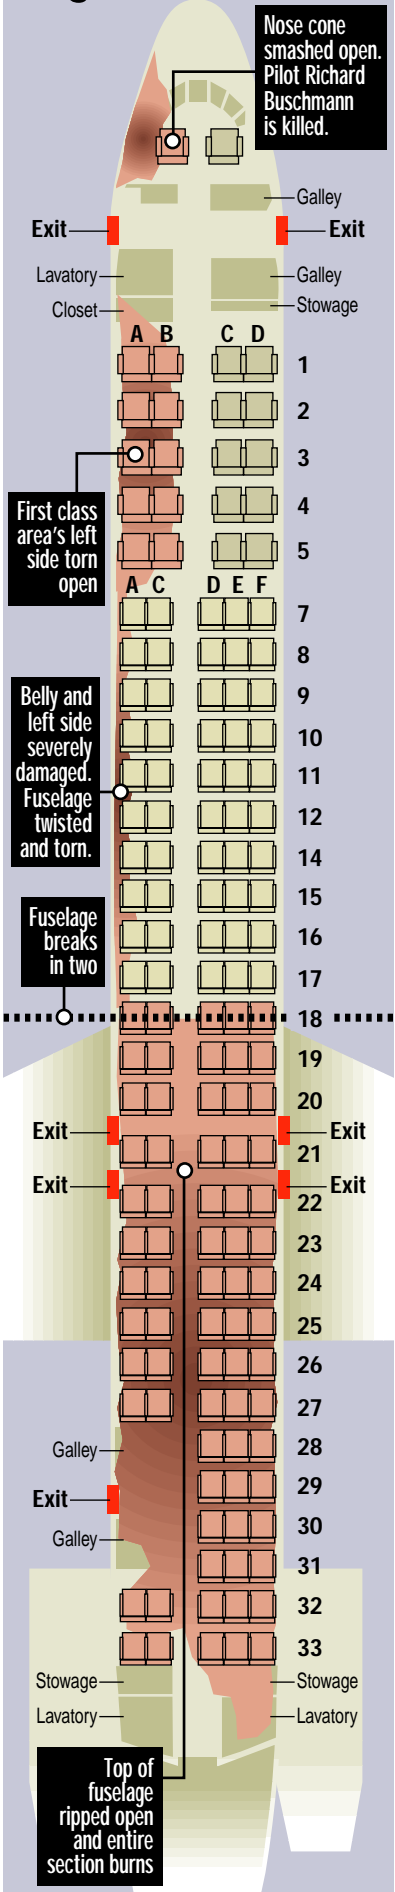 Nose cone
smashed open.
Pilot Richard
Buschmann
is killed.
Galley
Exit
Exit
Lavatory
Galley
Closet
Stowage
A B C D
1
2
3
First class
area's left
side torn
open
4
5
A C D E F
7
8
Belly and
left side
severely
damaged.
Fuselage
twisted
and torn.
9
10
11
12
14
15
Fuselage
breaks
in two
16
17
18
19
20
Exit
Exit
21
Exit
Exit
22
23
24
25
26
27
Galley
28
29
Exit
30
Galley
31
32
33
Stowage
Stowage
Lavatory
Lavatory
Top of
fuselage
ripped open
and entire
section burns